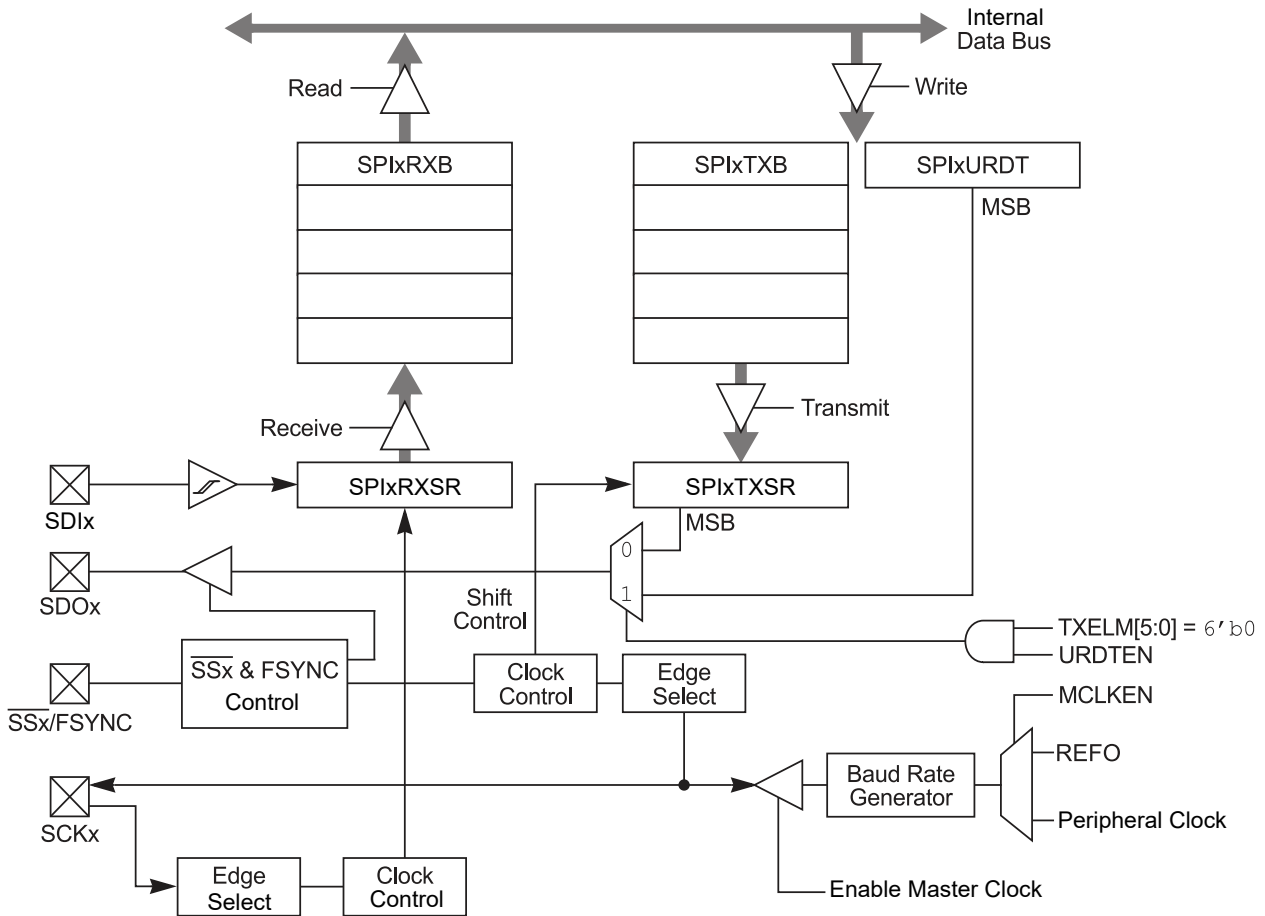 Internal
Data Bus
Read
Write
SPIxRXB
SPIxTXB
SPIxURDT
MSB
Receive
Transmit
SPIxRXSR
SPIxTXSR
SDIx
MSB
0
1
SDOx
Shift
Control
TXELM[5:0] = 6'b0
URDTEN
S̅S̅x̅ & FSYNC
Control
Clock
Control
Edge
Select
S̅S̅x̅/FSYNC
MCLKEN
REFO
Baud Rate
Generator
Peripheral Clock
SCKx
Edge
Select
Clock
Control
Enable Master Clock